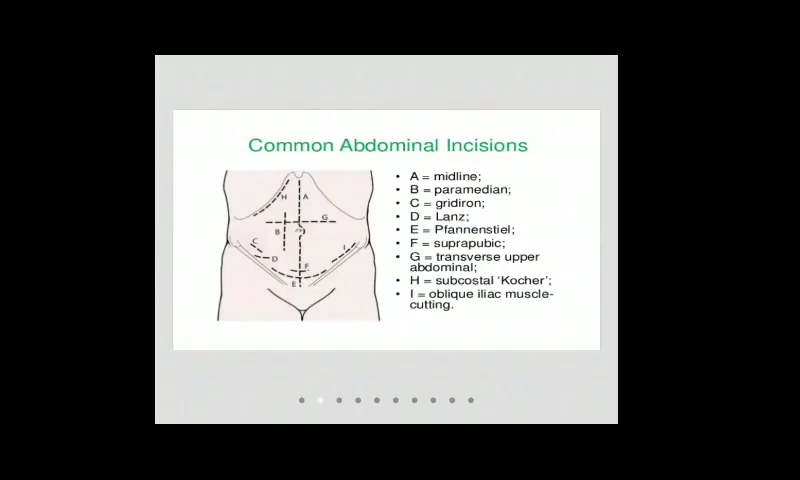 Common Abdominal Incisions
• A = midline;
• B = paramedian;
• C = gridiron;
• D = Lanz;
• E = Pfannenstiel;
• F = suprapubic;
• G = transverse upper
abdominal;
• H = subcostal ‘Kocher’;
• I = oblique iliac muscle-
cutting.
H
A
G
B
C
I
D
F
E